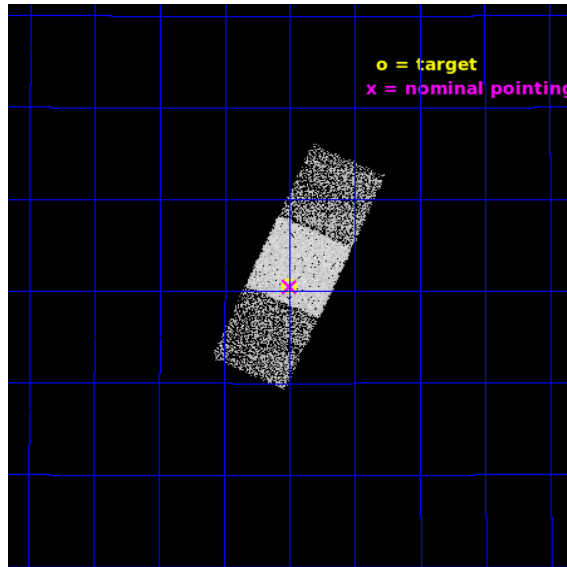 o = target
x = nominal pointing